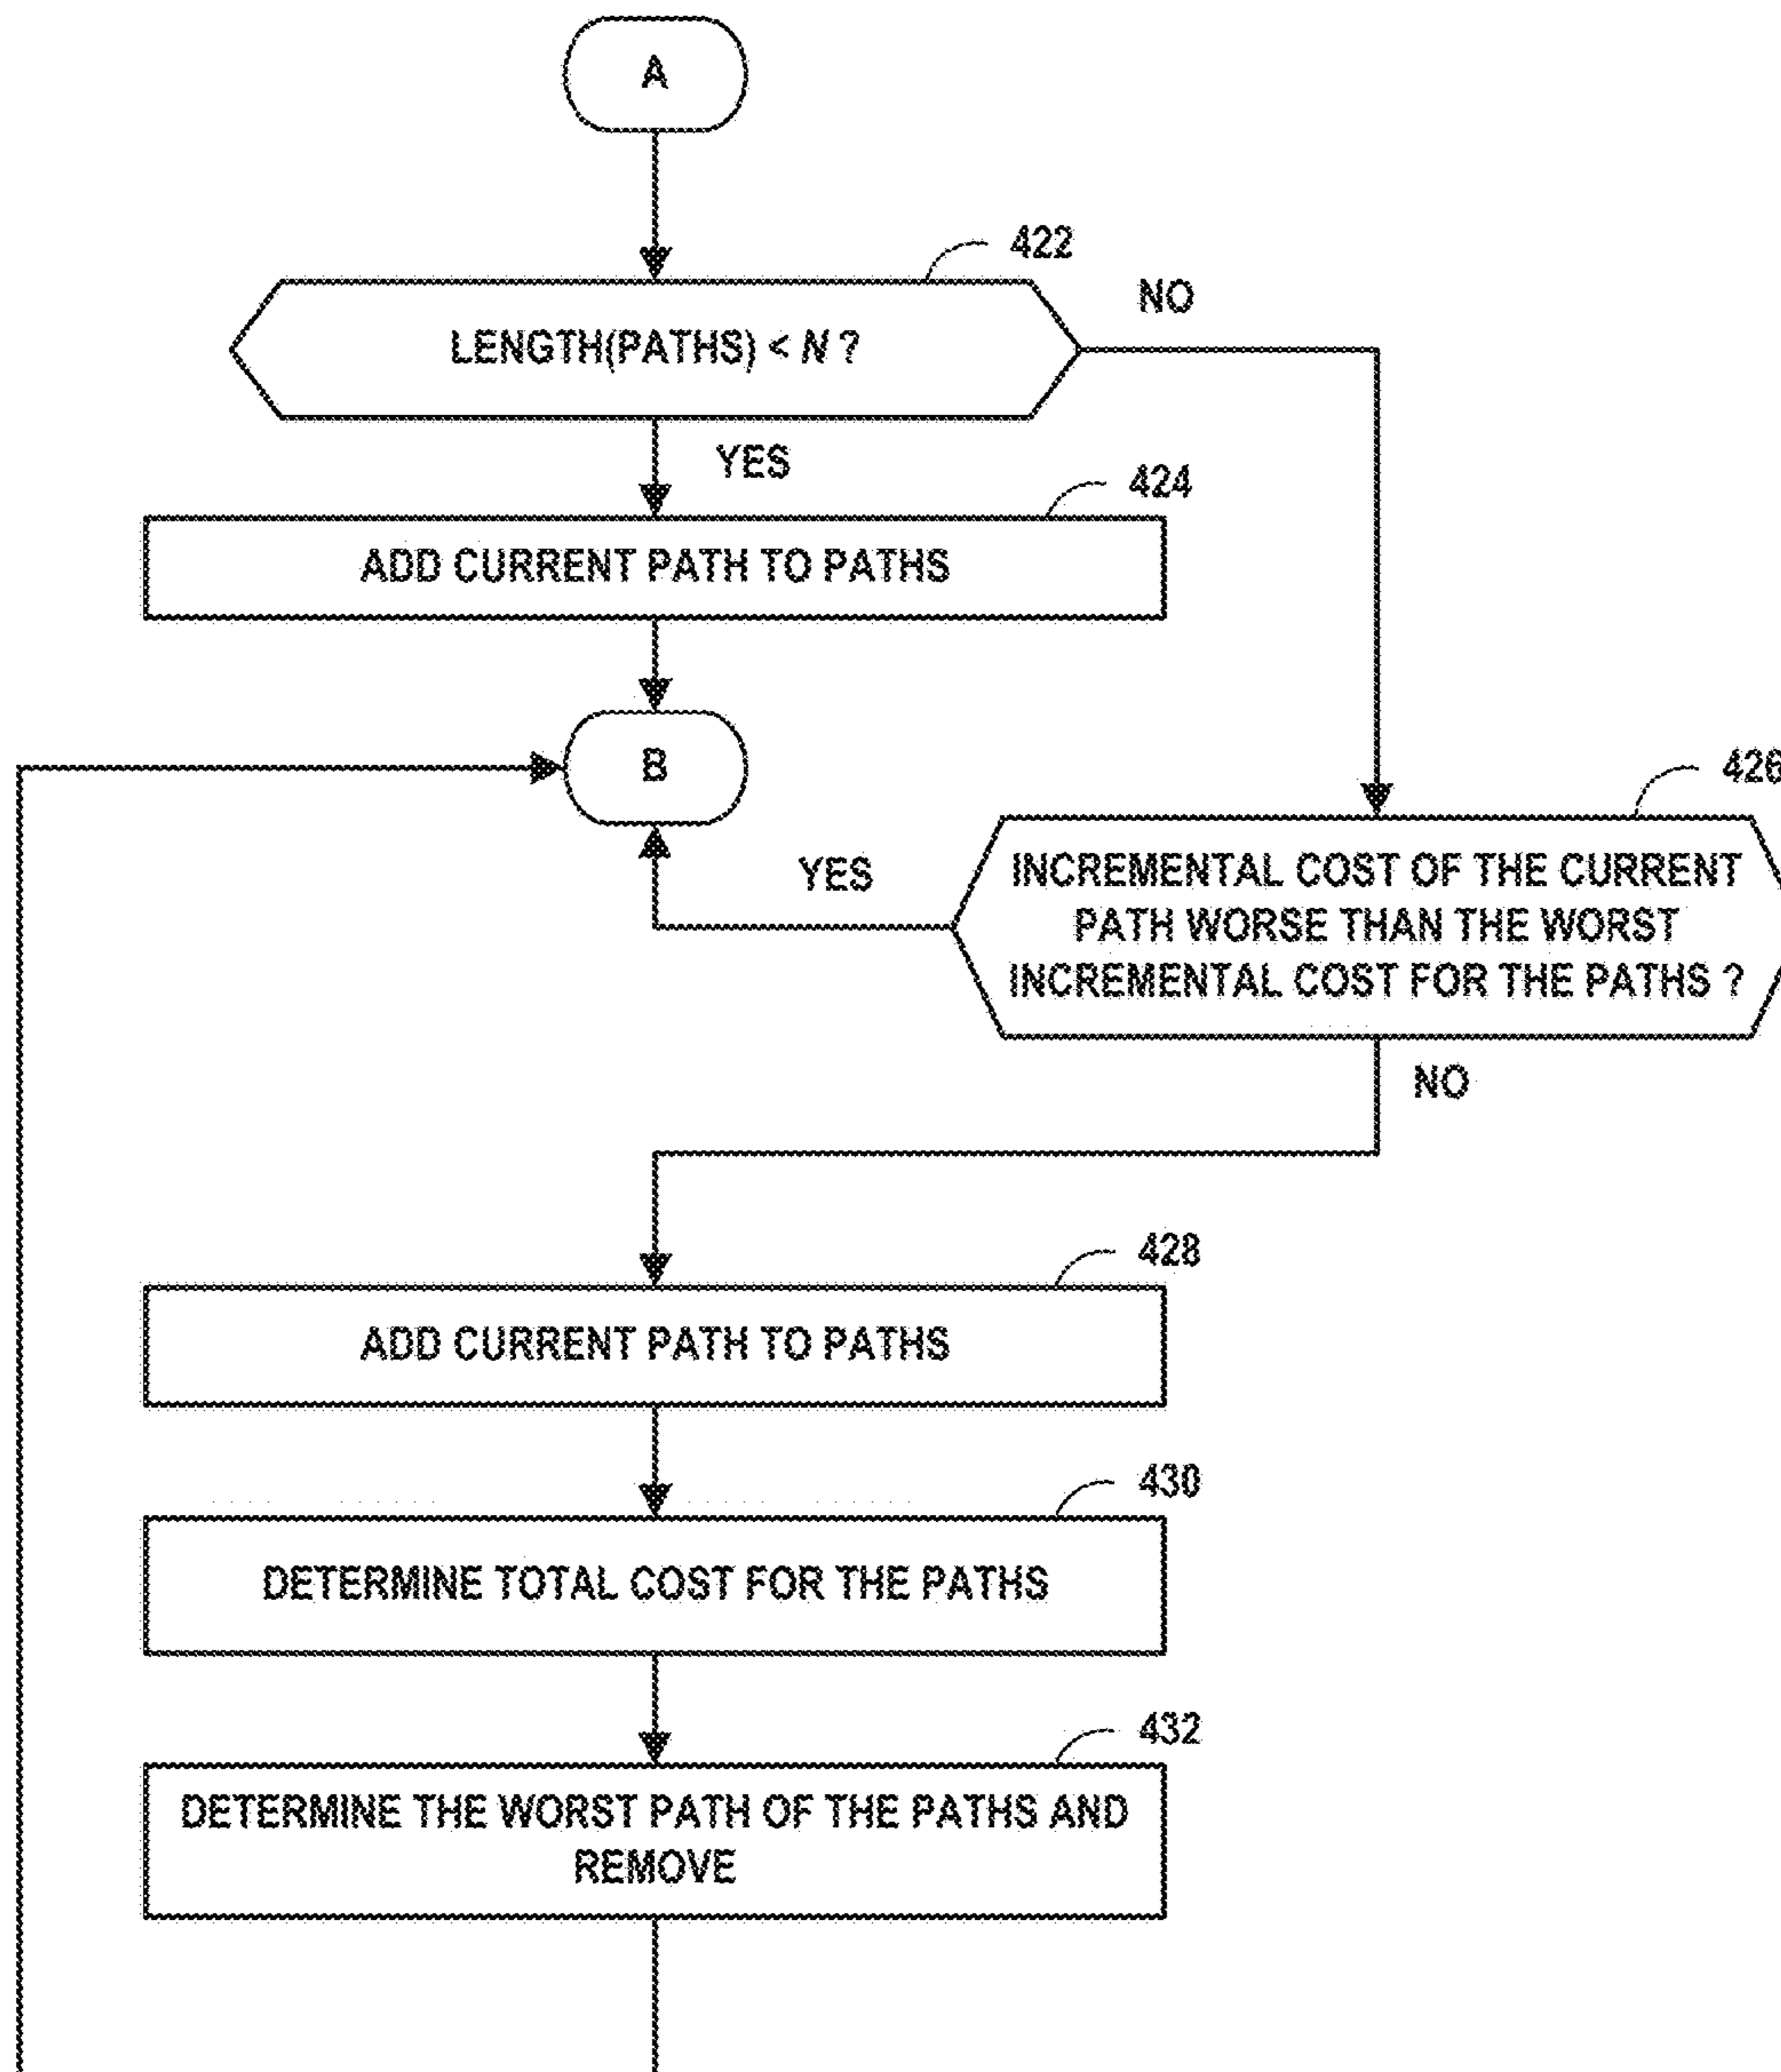 A
422
NO
LENGTH(PATHS) < N ?
YES
424
ADD CURRENT PATH TO PATHS
B
426
YES
INCREMENTAL COST OF THE CURRENT
PATH WORSE THAN THE WORST
INCREMENTAL COST FOR THE PATHS ?
NO
428
ADD CURRENT PATH TO PATHS
430
DETERMINE TOTAL COST FOR THE PATHS
432
DETERMINE THE WORST PATH OF THE PATHS AND
REMOVE